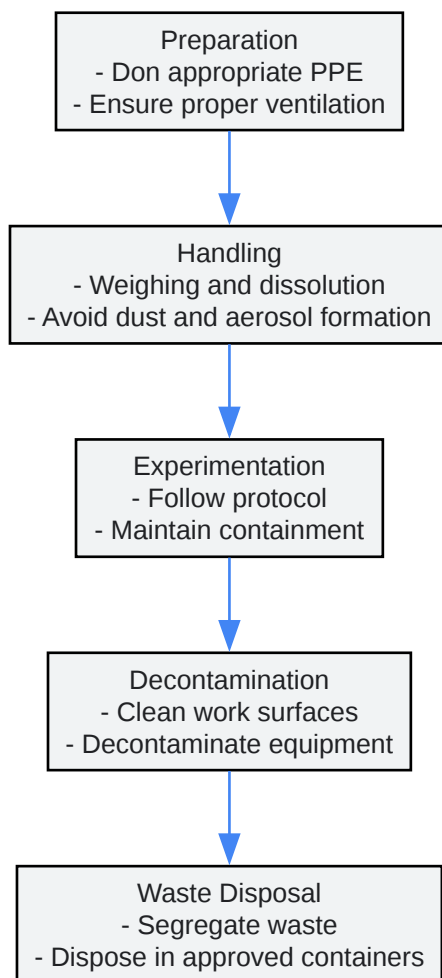 Preparation
- Don appropriate PPE
- Ensure proper ventilation
Handling
- Weighing and dissolution
- Avoid dust and aerosol formation
Experimentation
- Follow protocol
- Maintain containment
Decontamination
- Clean work surfaces
- Decontaminate equipment
Waste Disposal
- Segregate waste
- Dispose in approved containers